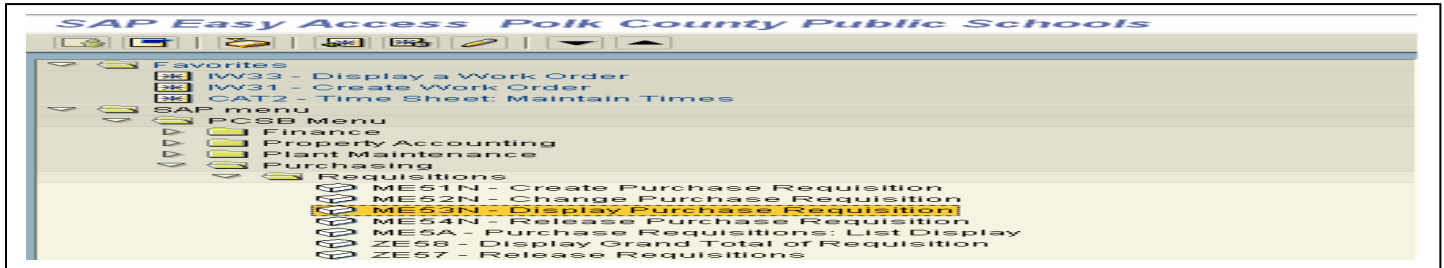 SAP Easy Access Polk County Public Schools
Favorites
IW33 - Display a Work Order
IW31 - Create Work Order
CAT2 - Time Sheet: Maintain Times
SAP menu
PCSB Menu
Finance
Property Accounting
Plant Maintenance
Purchasing
Requisitions
ME51N - Create Purchase Requisition
ME52N - Change Purchase Requisition
ME53N - Display Purchase Requisition
ME54N - Release Purchase Requisition
ME5A - Purchase Requisitions: List Display
ZE58 - Display Grand Total of Requisition
ZE57 - Release Requisitions